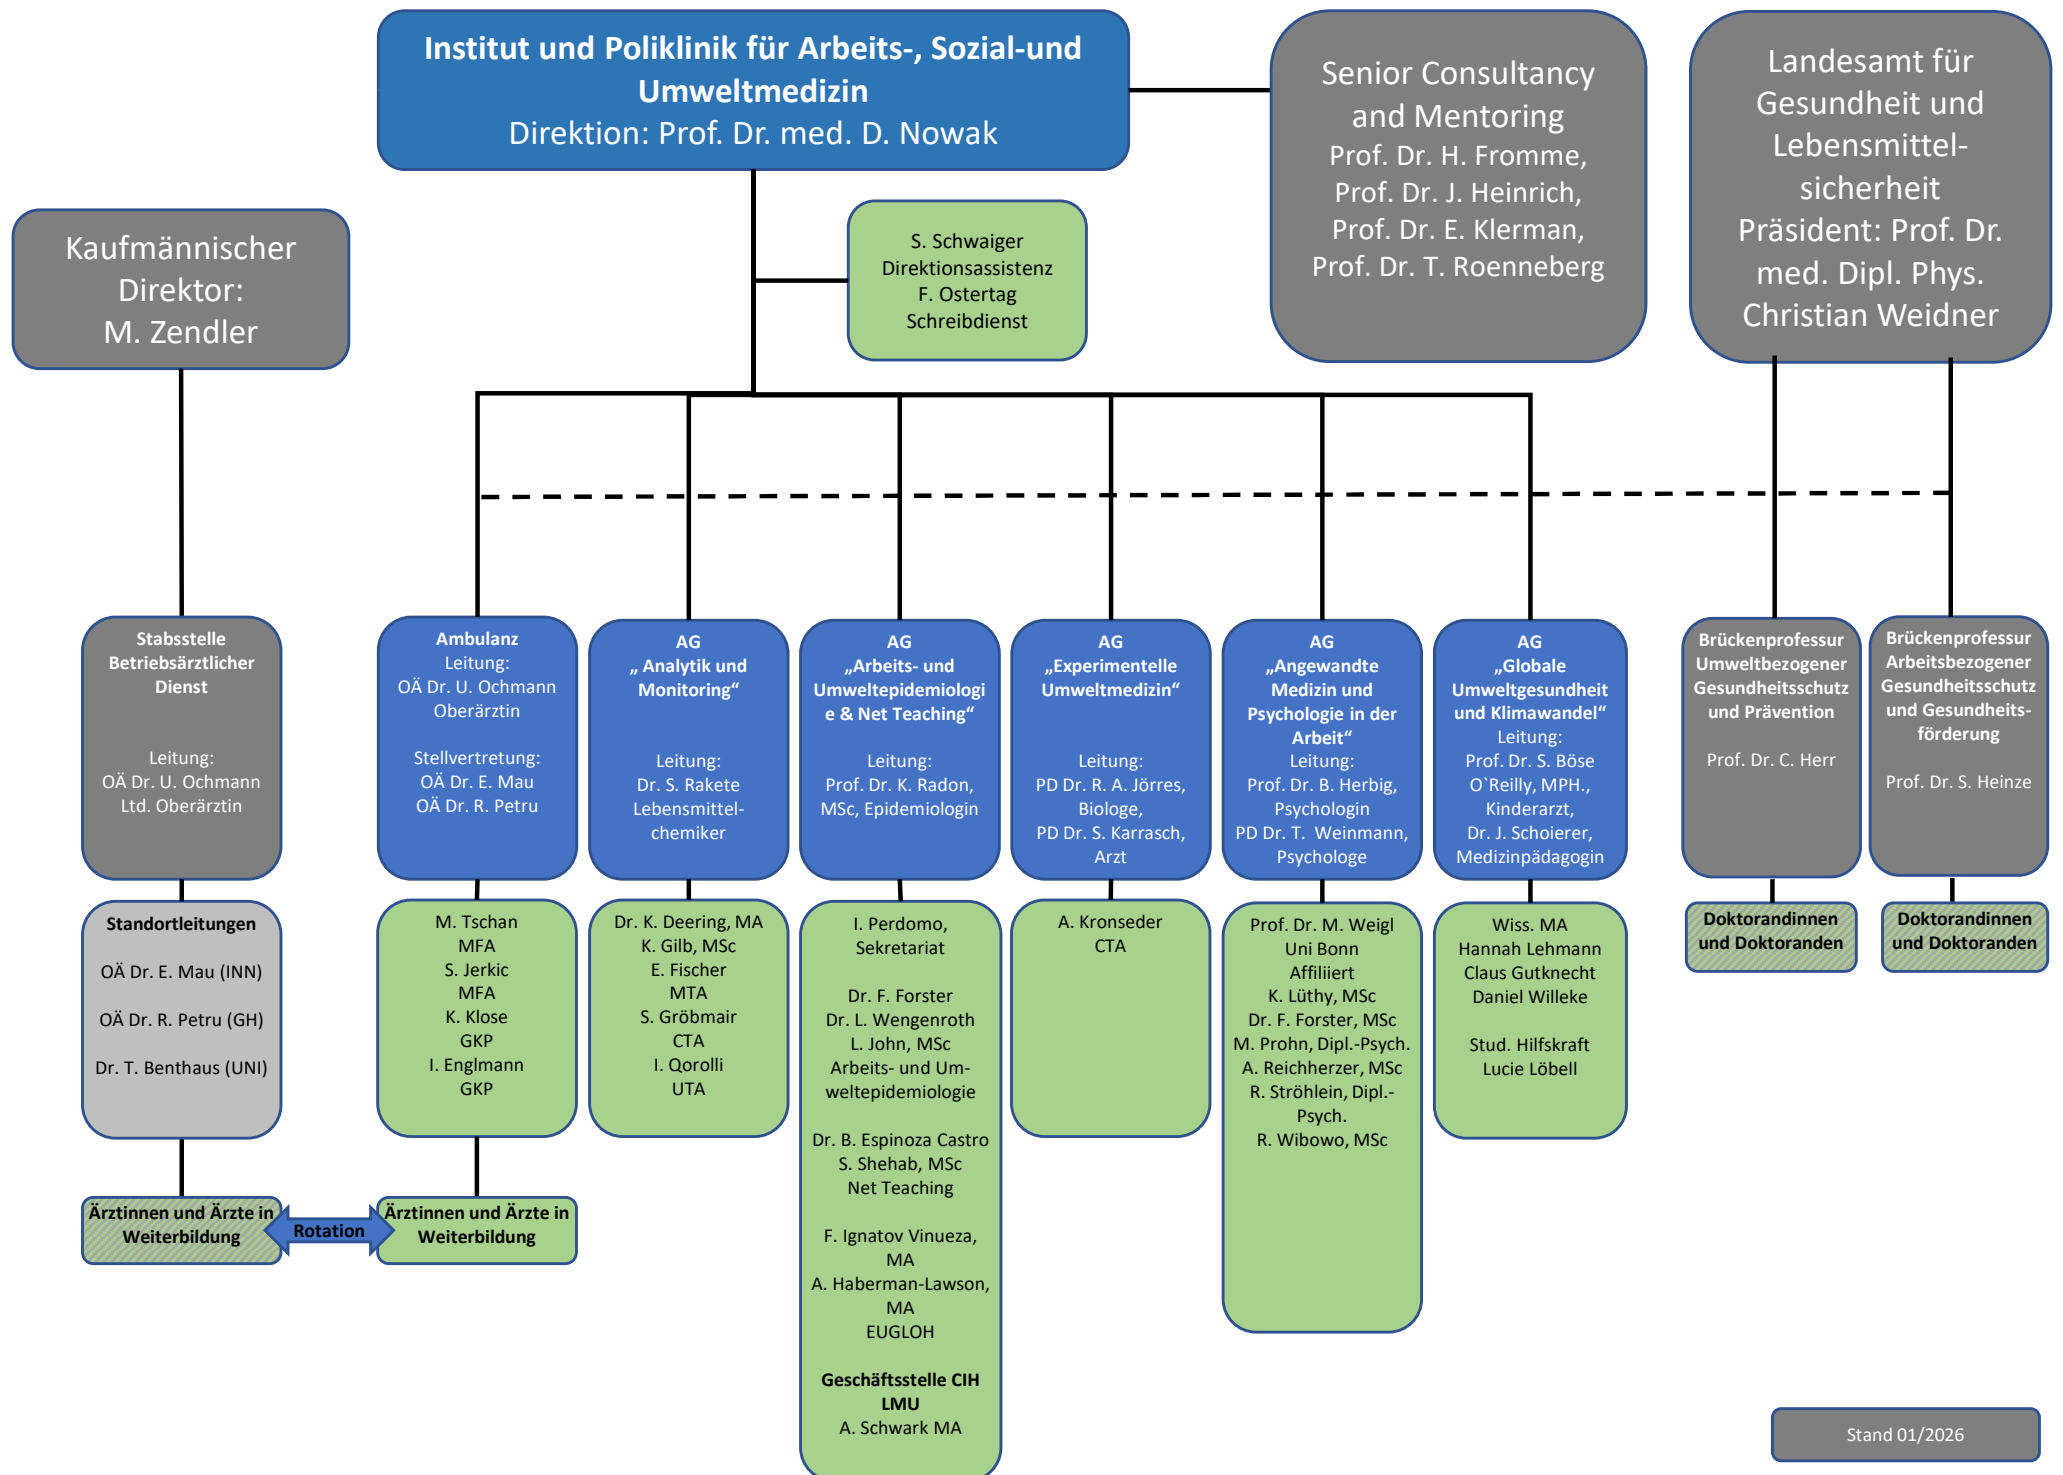 Institut und Poliklinik für Arbeits-, Sozial-und
Umweltmedizin
Direktion: Prof. Dr. med. D. Nowak
Senior Consultancy
and Mentoring
Prof. Dr. H. Fromme,
Prof. Dr. J. Heinrich,
Prof. Dr. E. Klerman,
Prof. Dr. T. Roenneberg
Landesamt für
Gesundheit und
Lebensmittel-
sicherheit
Präsident: Prof. Dr.
med. Dipl. Phys.
Christian Weidner
Kaufmännischer
Direktor:
M. Zendler
S. Schwaiger
Direktionsassistenz
F. Ostertag
Schreibdienst
Stabsstelle
Betriebsärztlicher
Dienst
Leitung:
OÄ Dr. U. Ochmann
Ltd. Oberärztin
Ambulanz
Leitung:
OÄ Dr. U. Ochmann
Oberärztin
Stellvertretung:
OÄ Dr. E. Mau
OÄ Dr. R. Petru
AG
„ Analytik und
Monitoring“
Leitung:
Dr. S. Rakete
Lebensmittel-
chemiker
AG
„Arbeits- und
Umweltepidemiologi
e & Net Teaching“
Leitung:
Prof. Dr. K. Radon,
MSc, Epidemiologin
AG
„Experimentelle
Umweltmedizin“
Leitung:
PD Dr. R. A. Jörres,
Biologe,
PD Dr. S. Karrasch,
Arzt
AG
„Angewandte
Medizin und
Psychologie in der
Arbeit“
Leitung:
Prof. Dr. B. Herbig,
Psychologin
PD Dr. T. Weinmann,
Psychologe
AG
„Globale
Umweltgesundheit
und Klimawandel“
Leitung:
Prof. Dr. S. Böse
O`Reilly, MPH.,
Kinderarzt,
Dr. J. Schoierer,
Medizinpädagogin
Brückenprofessur
Umweltbezogener
Gesundheitsschutz
und Prävention
Prof. Dr. C. Herr
Brückenprofessur
Arbeitsbezogener
Gesundheitsschutz
und Gesundheits-
förderung
Prof. Dr. S. Heinze
Standortleitungen
OÄ Dr. E. Mau (INN)
OÄ Dr. R. Petru (GH)
Dr. T. Benthaus (UNI)
M. Tschan
MFA
S. Jerkic
MFA
K. Klose
GKP
I. Englmann
GKP
Dr. K. Deering, MA
K. Gilb, MSc
E. Fischer
MTA
S. Gröbmair
CTA
I. Qorolli
UTA
I. Perdomo,
Sekretariat
Dr. F. Forster
Dr. L. Wengenroth
L. John, MSc
Arbeits- und Um-
weltepidemiologie
Dr. B. Espinoza Castro
S. Shehab, MSc
Net Teaching
F. Ignatov Vinueza,
MA
A. Haberman-Lawson,
MA
EUGLOH
Geschäftsstelle CIH
LMU
A. Schwark MA
A. Kronseder
CTA
Prof. Dr. M. Weigl
Uni Bonn
Affiliiert
K. Lüthy, MSc
Dr. F. Forster, MSc
M. Prohn, Dipl.-Psych.
A. Reichherzer, MSc
R. Ströhlein, Dipl.-
Psych.
R. Wibowo, MSc
Wiss. MA
Hannah Lehmann
Claus Gutknecht
Daniel Willeke
Stud. Hilfskraft
Lucie Löbell
Doktorandinnen
und Doktoranden
Doktorandinnen
und Doktoranden
Ärztinnen und Ärzte in
Weiterbildung
Rotation
Ärztinnen und Ärzte in
Weiterbildung
Stand 01/2026